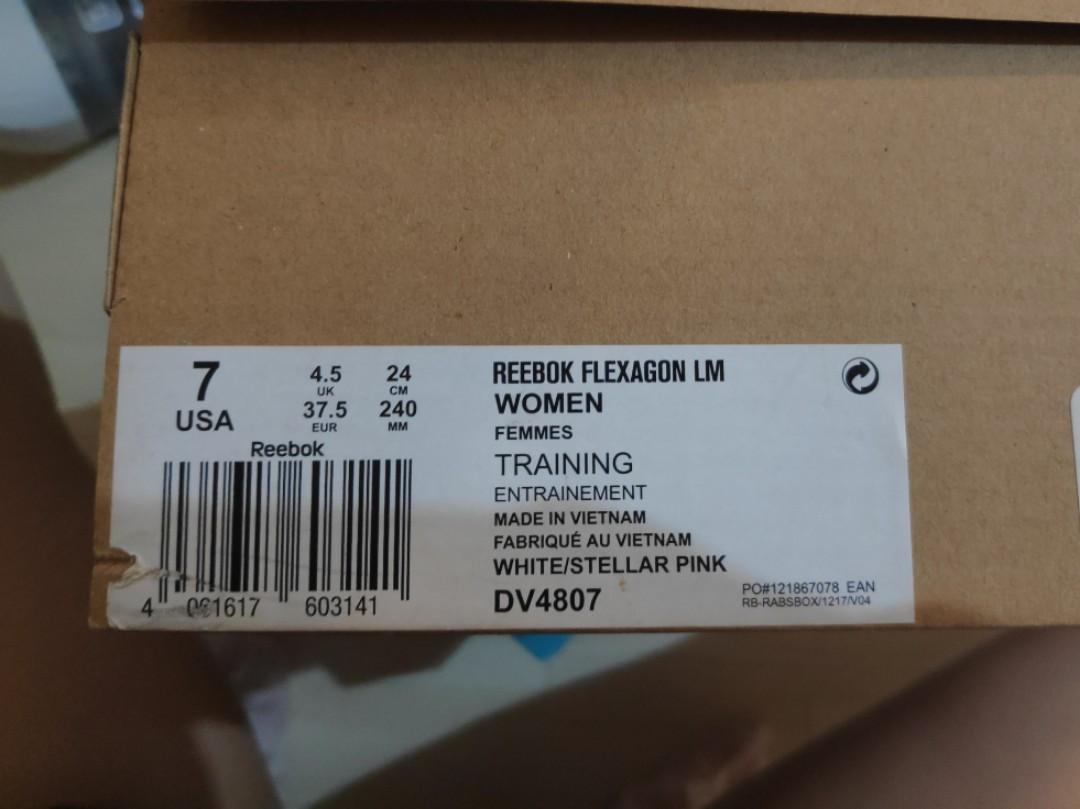 7
USA
4.5
UK
37.5
EUR
24
CM
240
MM
Reebok
4 061617 603141
REEBOK FLEXAGON LM
WOMEN
FEMMES
TRAINING
ENTRAINEMENT
MADE IN VIETNAM
FABRIQUÉ AU VIETNAM
WHITE/STELLAR PINK
DV4807
PO#121867078 EAN
RB-RABSBOX/1217/V04